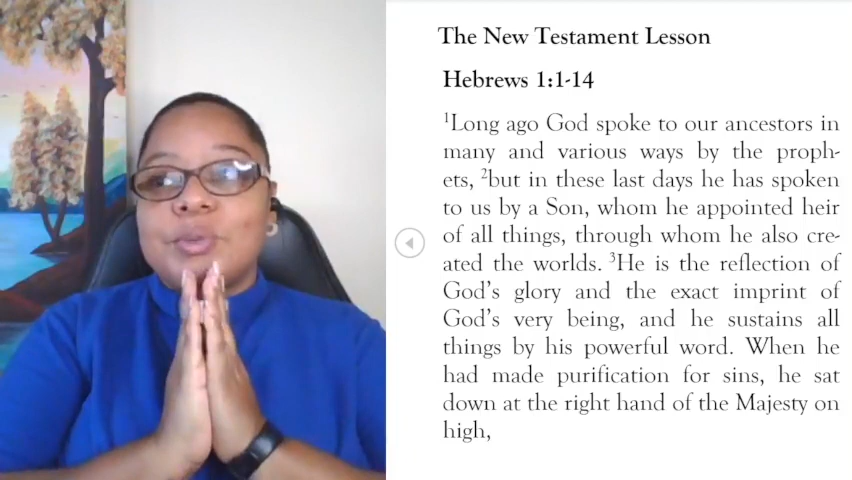 The New Testament Lesson
Hebrews 1:1-14
¹Long ago God spoke to our ancestors in
many and various ways by the proph-
ets, ²but in these last days he has spoken
to us by a Son, whom he appointed heir
of all things, through whom he also cre-
ated the worlds. ³He is the reflection of
God’s glory and the exact imprint of
God’s very being, and he sustains all
things by his powerful word. When he
had made purification for sins, he sat
down at the right hand of the Majesty on
high,